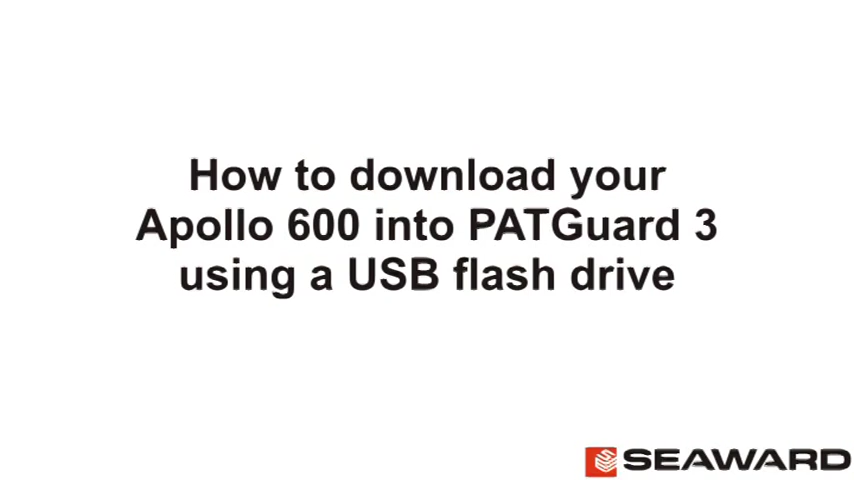 How to download your
Apollo 600 into PATGuard 3
using a USB flash drive
SEAWARD